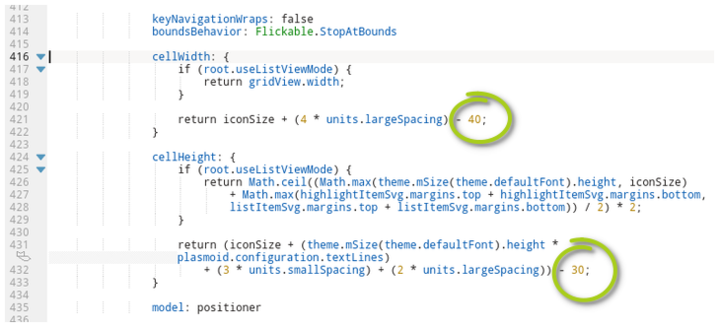 412
413 keyNavigationWraps: false
414 boundsBehavior: Flickable.StopAtBounds
415
416 cellWidth: {
417 if (root.useListViewMode) {
418 return gridView.width;
419 }
420
421 return iconSize + (4 * units.largeSpacing) - 40;
422 }
423
424 cellHeight: {
425 if (root.useListViewMode) {
426 return Math.ceil((Math.max(theme.mSize(theme.defaultFont).height, iconSize)
427 + Math.max(highlightItemSvg.margins.top + highlightItemSvg.margins.bottom,
428 listItemSvg.margins.top + listItemSvg.margins.bottom)) / 2) * 2;
429 }
430
431 return (iconSize + (theme.mSize(theme.defaultFont).height *
plasmoid.configuration.textLines)
432 + (3 * units.smallSpacing) + (2 * units.largeSpacing)) - 30;
433 }
434
435 model: positioner
436